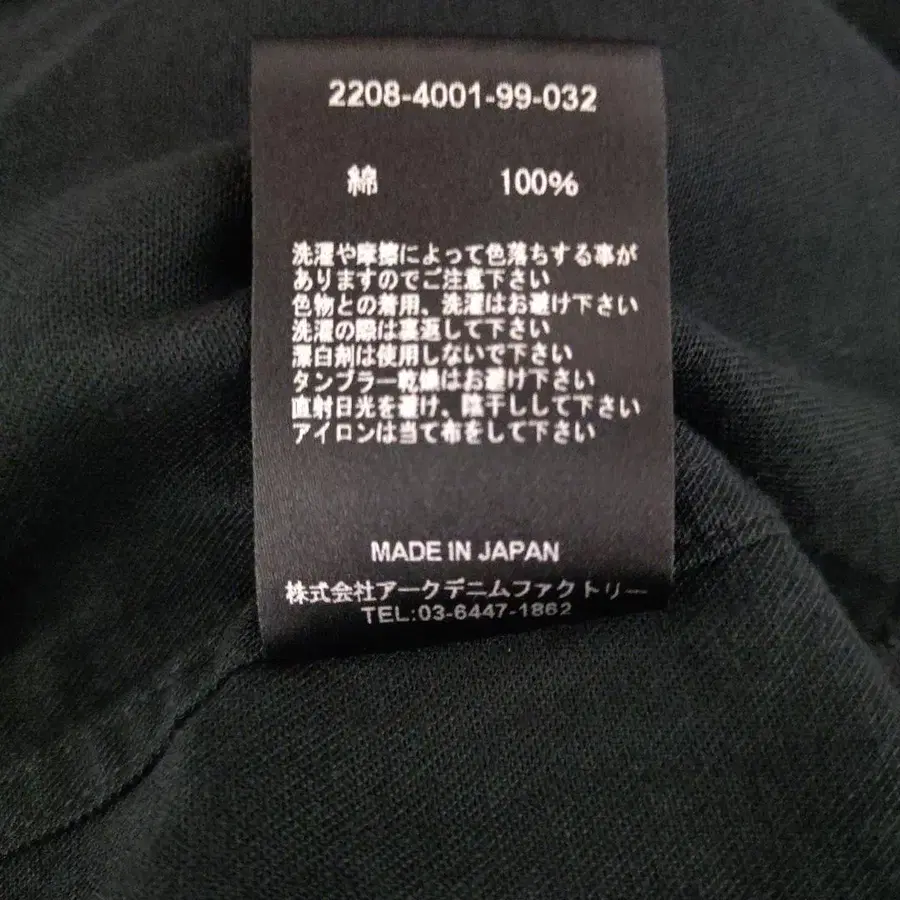 2208-4001-99-032
綿 100%
洗濯や摩擦によって色落ちする事が
ありますのでご注意下さい
色物との着用、洗濯はお避け下さい
洗濯の際は裏返して下さい
漂白剤は使用しないで下さい
タンブラー乾燥はお避け下さい
直射日光を避け、陰干しして下さい
アイロンは当て布をして下さい
MADE IN JAPAN
株式会社アークデニムファクトリー
TEL:03-6447-1862